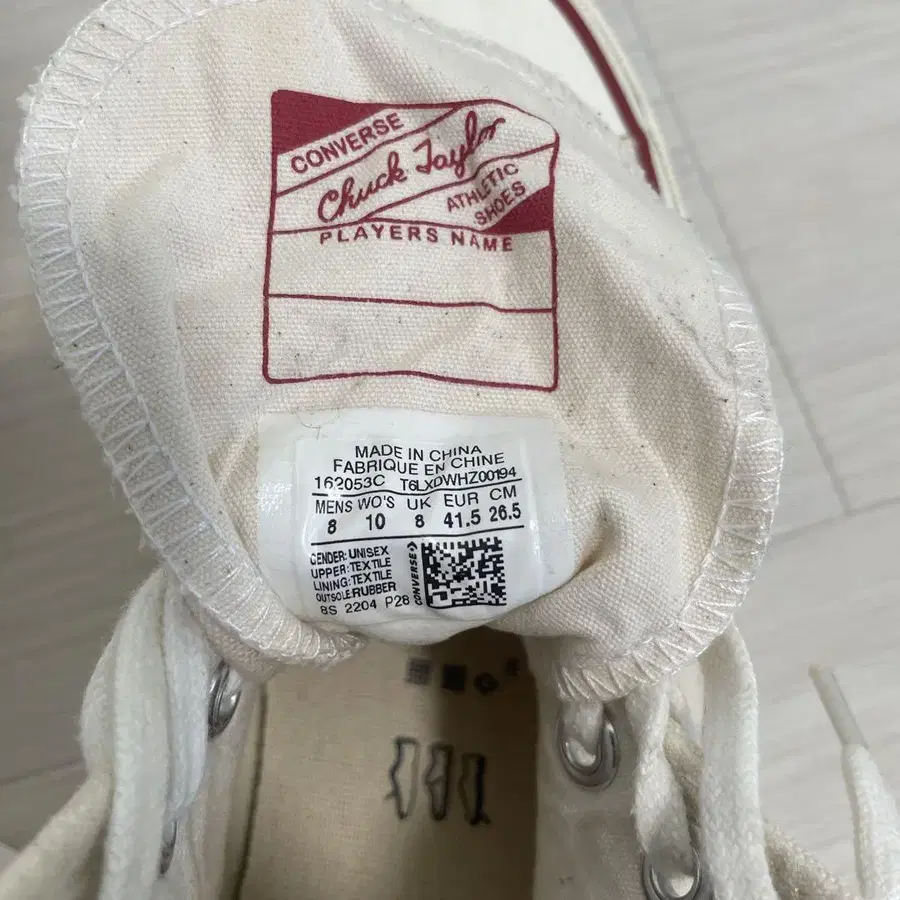 CONVERSE
Chuck Taylor
ATHLETIC
SHOES
PLAYERS NAME
MADE IN CHINA
FABRIQUE EN CHINE
162053C T6LXDWHZ00194
MENS WO'S UK EUR CM
8 10 8 41.5 26.5
GENDER: UNISEX
UPPER: TEXTILE
LINING: TEXTILE
OUTSOLE: RUBBER
8S 2204 P28
CONVERSE